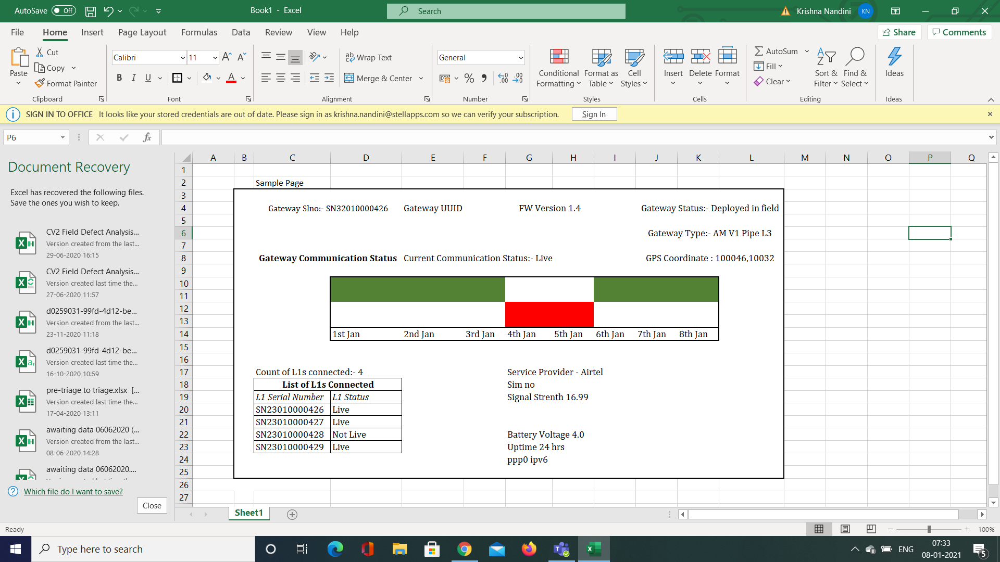 AutoSave Off
Book1 - Excel
Search
Krishna Nandini KN
File Home Insert Page Layout Formulas Data Review View Help
Share Comments
Paste
Cut
Copy
Format Painter
Clipboard
Calibri 11
B I U
Font
Wrap Text
Merge & Center
Alignment
General
Number
Conditional Formatting
Format as Table
Cell Styles
Styles
Insert Delete Format
Cells
AutoSum
Fill
Clear
Sort & Filter
Find & Select
Editing
Ideas
Ideas
SIGN IN TO OFFICE It looks like your stored credentials are out of date. Please sign in as krishna.nandini@stellapps.com so we can verify your subscription. Sign In
P6
fx
Document Recovery
Excel has recovered the following files.
Save the ones you wish to keep.
CV2 Field Defect Analysis...
Version created from the last...
29-06-2020 16:15
CV2 Field Defect Analysis...
Version created last time the...
27-06-2020 11:57
d0259031-99fd-4d12-be...
Version created from the last...
23-11-2020 11:18
d0259031-99fd-4d12-be...
Version created last time the...
16-10-2020 10:59
pre-triage to triage.xlsx [...
Version created last time the...
17-04-2020 13:11
awaiting data 06062020 (...
Version created from the last...
08-06-2020 14:28
awaiting data 06062020....
Which file do I want to save?
Close
A B C D E F G H I J K L M N O P Q
1
2 Sample Page
3
4 Gateway Slno:- SN32010000426 Gateway UUID FW Version 1.4 Gateway Status:- Deployed in field
5
6 Gateway Type:- AM V1 Pipe L3
7
8 Gateway Communication Status Current Communication Status:- Live GPS Coordinate : 100046,10032
9
10
11
12
13
14 1st Jan 2nd Jan 3rd Jan 4th Jan 5th Jan 6th Jan 7th Jan 8th Jan
15
16
17 Count of L1s connected:- 4 Service Provider - Airtel
18 List of L1s Connected Sim no
19 L1 Serial Number L1 Status Signal Strenth 16.99
20 SN23010000426 Live
21 SN23010000427 Live
22 SN23010000428 Not Live Battery Voltage 4.0
23 SN23010000429 Live Uptime 24 hrs
24 ppp0 ipv6
25
26
27
Sheet1
Ready
100%
Type here to search
ENG
07:33
08-01-2021
5